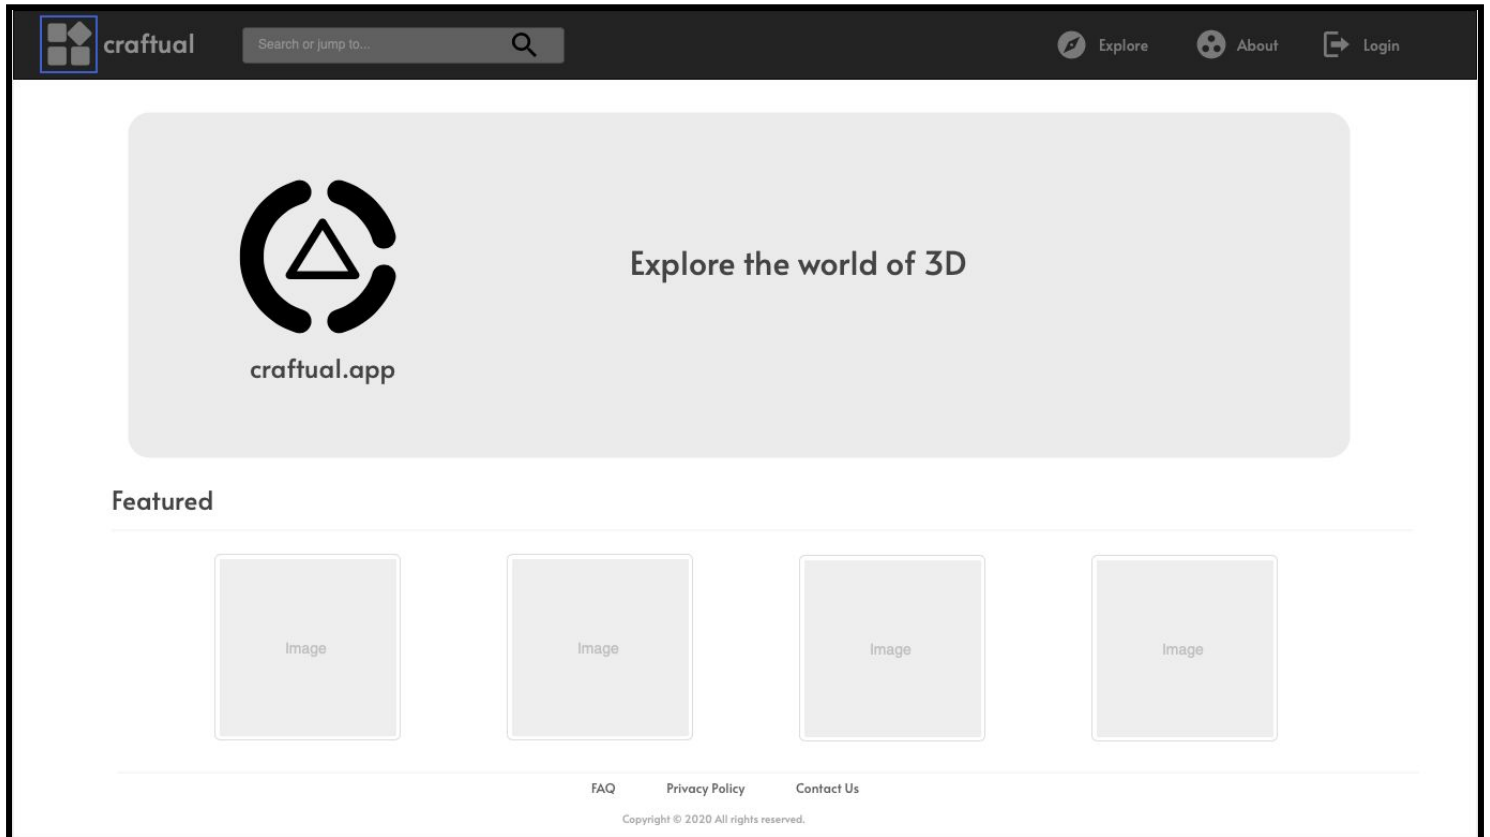 craftual
Search or jump to...
Explore
About
Login
Explore the world of 3D
craftual.app
Featured
Image
Image
Image
Image
FAQ Privacy Policy Contact Us
Copyright © 2020 All rights reserved.